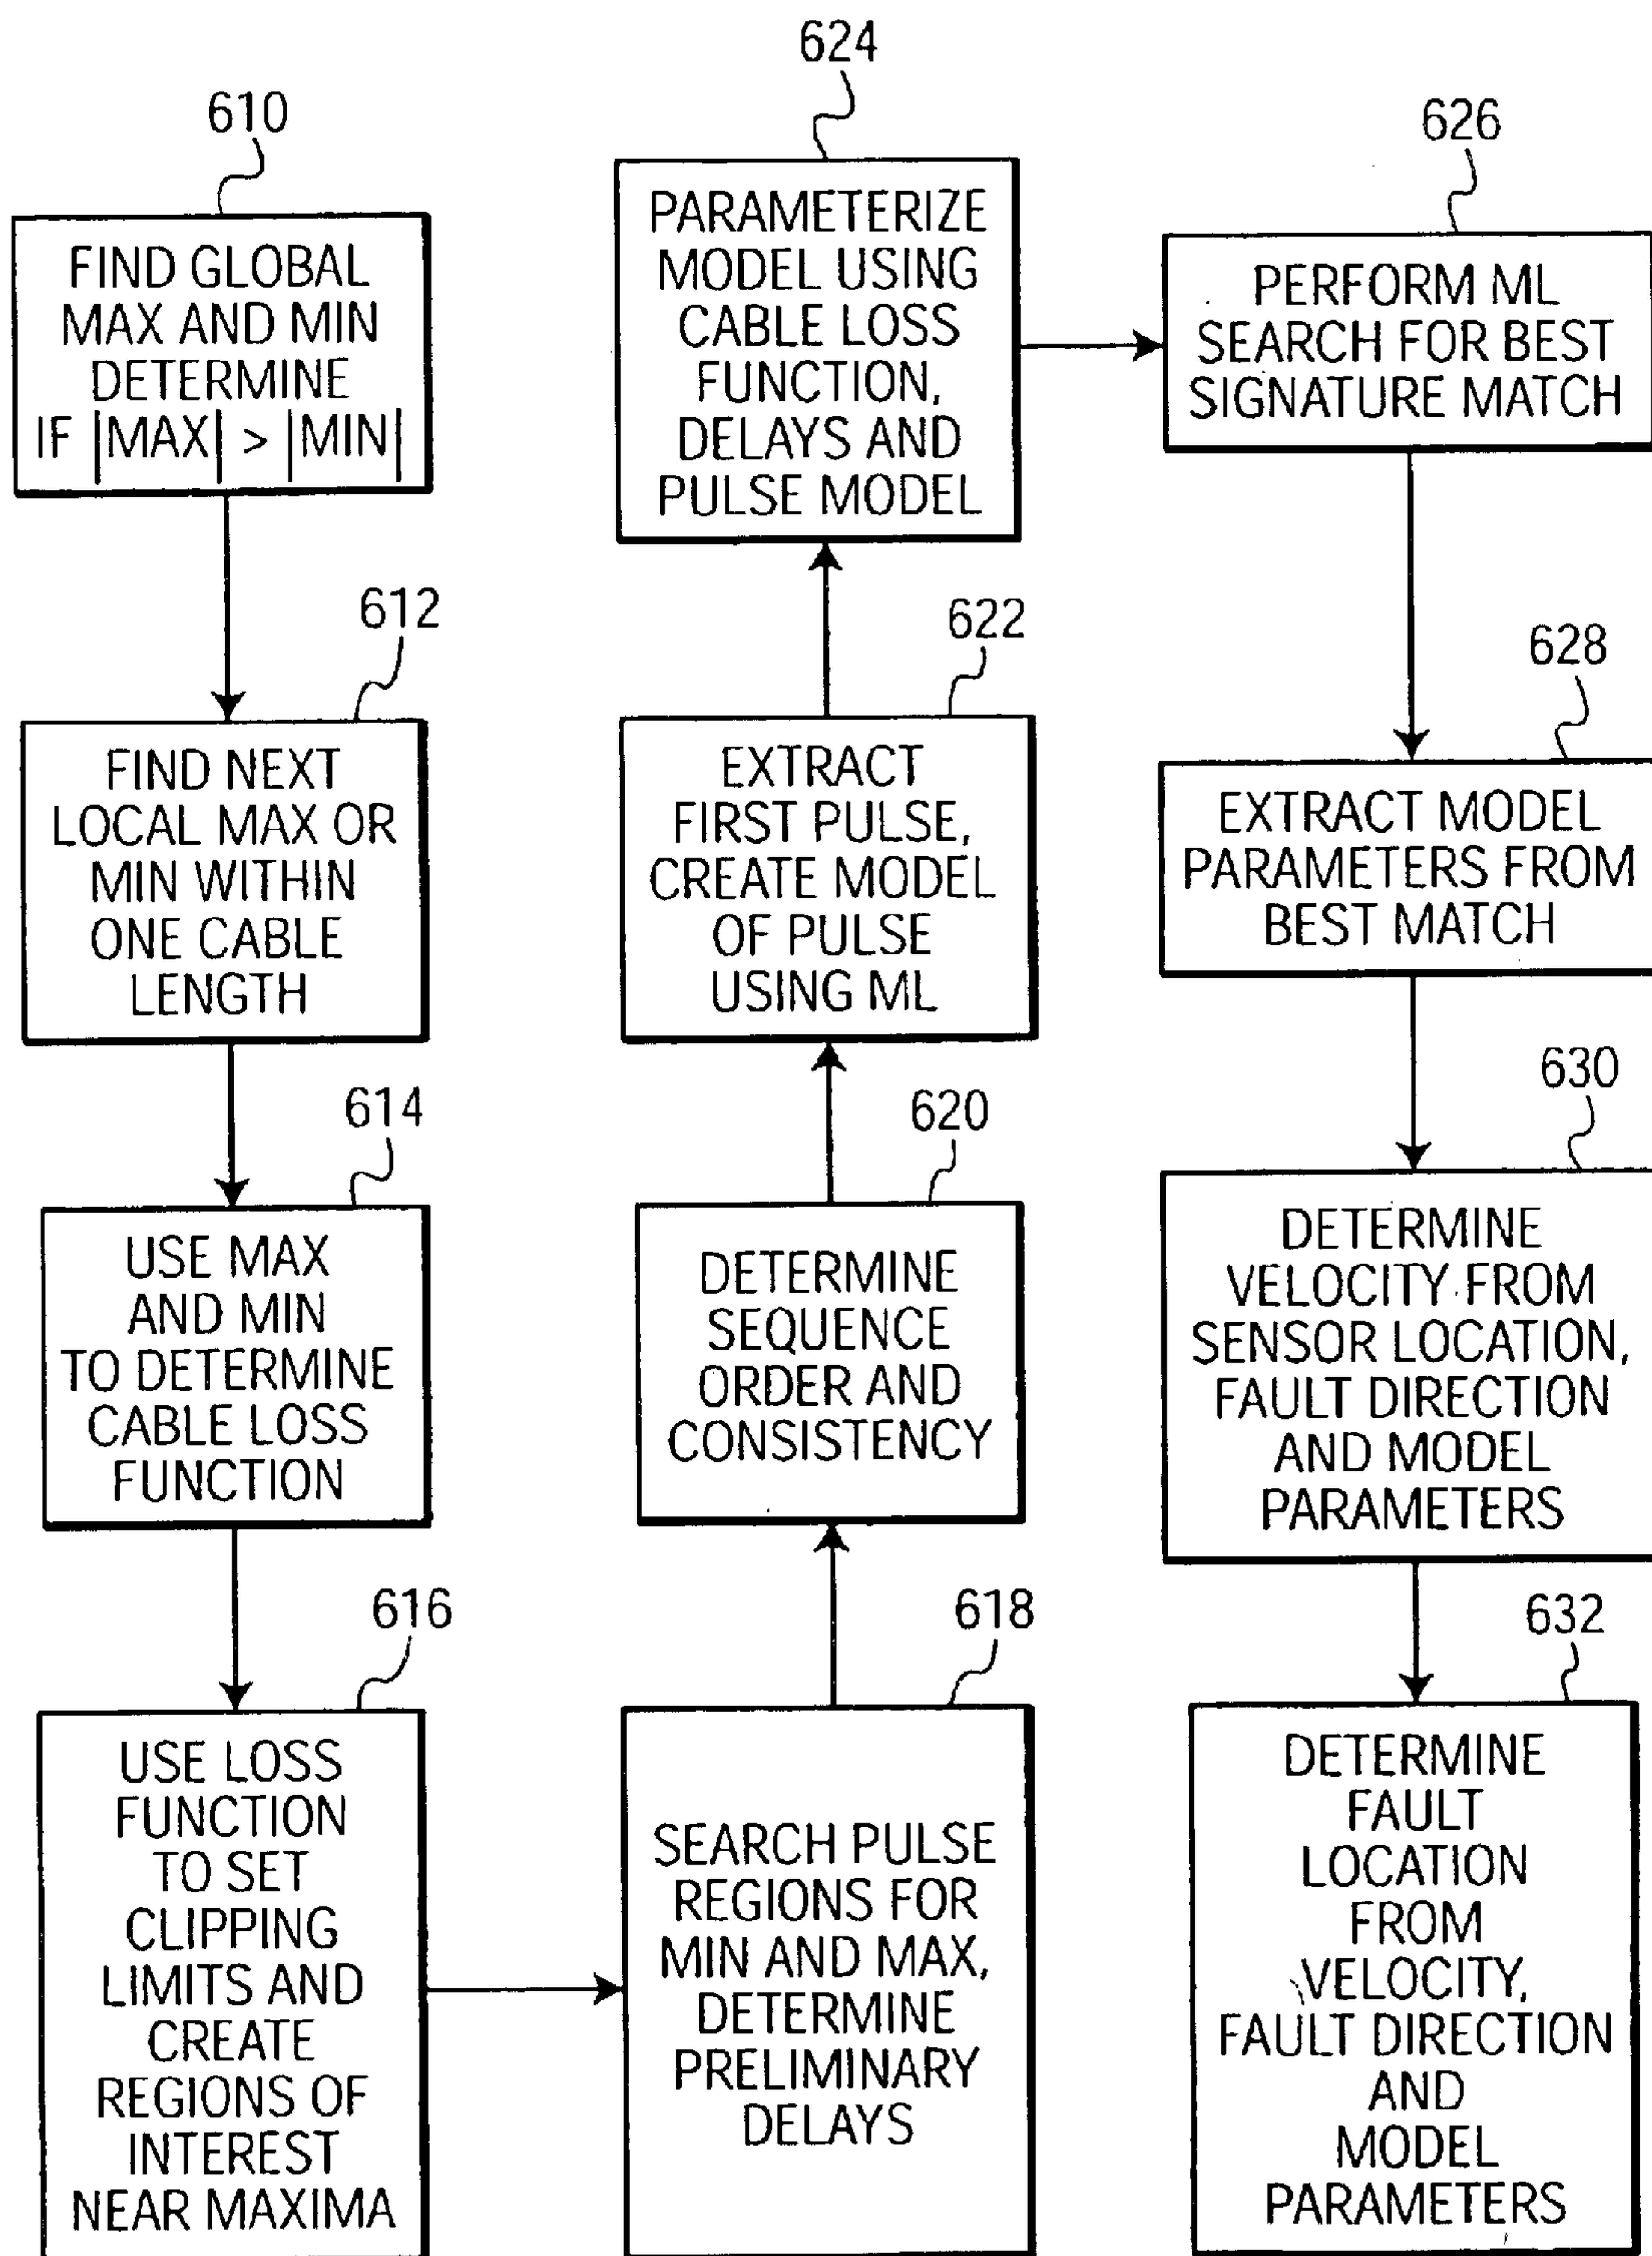 610
FIND GLOBAL
MAX AND MIN
DETERMINE
IF |MAX| > |MIN|
612
FIND NEXT
LOCAL MAX OR
MIN WITHIN
ONE CABLE
LENGTH
614
USE MAX
AND MIN
TO DETERMINE
CABLE LOSS
FUNCTION
616
USE LOSS
FUNCTION
TO SET
CLIPPING
LIMITS AND
CREATE
REGIONS OF
INTEREST
NEAR MAXIMA
618
SEARCH PULSE
REGIONS FOR
MIN AND MAX,
DETERMINE
PRELIMINARY
DELAYS
620
DETERMINE
SEQUENCE
ORDER AND
CONSISTENCY
622
EXTRACT
FIRST PULSE,
CREATE MODEL
OF PULSE
USING ML
624
PARAMETERIZE
MODEL USING
CABLE LOSS
FUNCTION,
DELAYS AND
PULSE MODEL
626
PERFORM ML
SEARCH FOR BEST
SIGNATURE MATCH
628
EXTRACT MODEL
PARAMETERS FROM
BEST MATCH
630
DETERMINE
VELOCITY FROM
SENSOR LOCATION,
FAULT DIRECTION
AND MODEL
PARAMETERS
632
DETERMINE
FAULT
LOCATION
FROM
VELOCITY,
FAULT DIRECTION
AND
MODEL
PARAMETERS